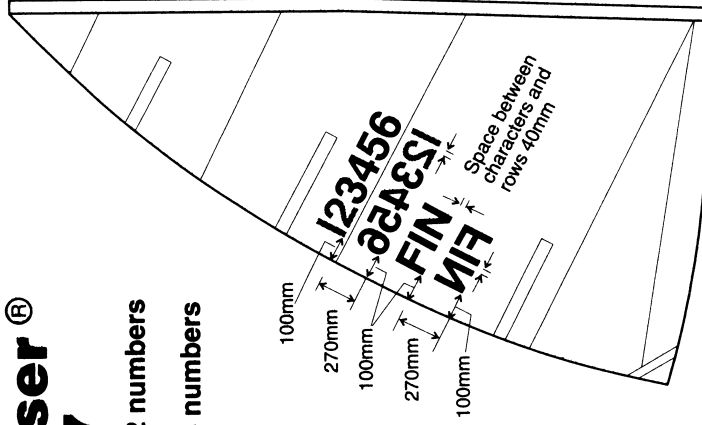 ser ®
numbers
numbers
123456
123456
FIN
FIN
100mm
270mm
100mm
270mm
100mm
Space between
characters and
rows 40mm